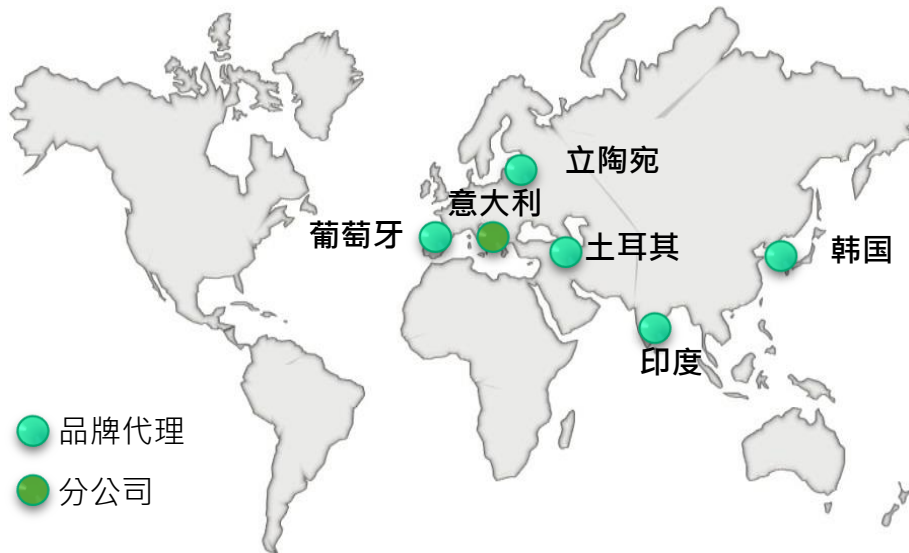 立陶宛
意大利
葡萄牙
土耳其
韩国
印度
品牌代理
分公司